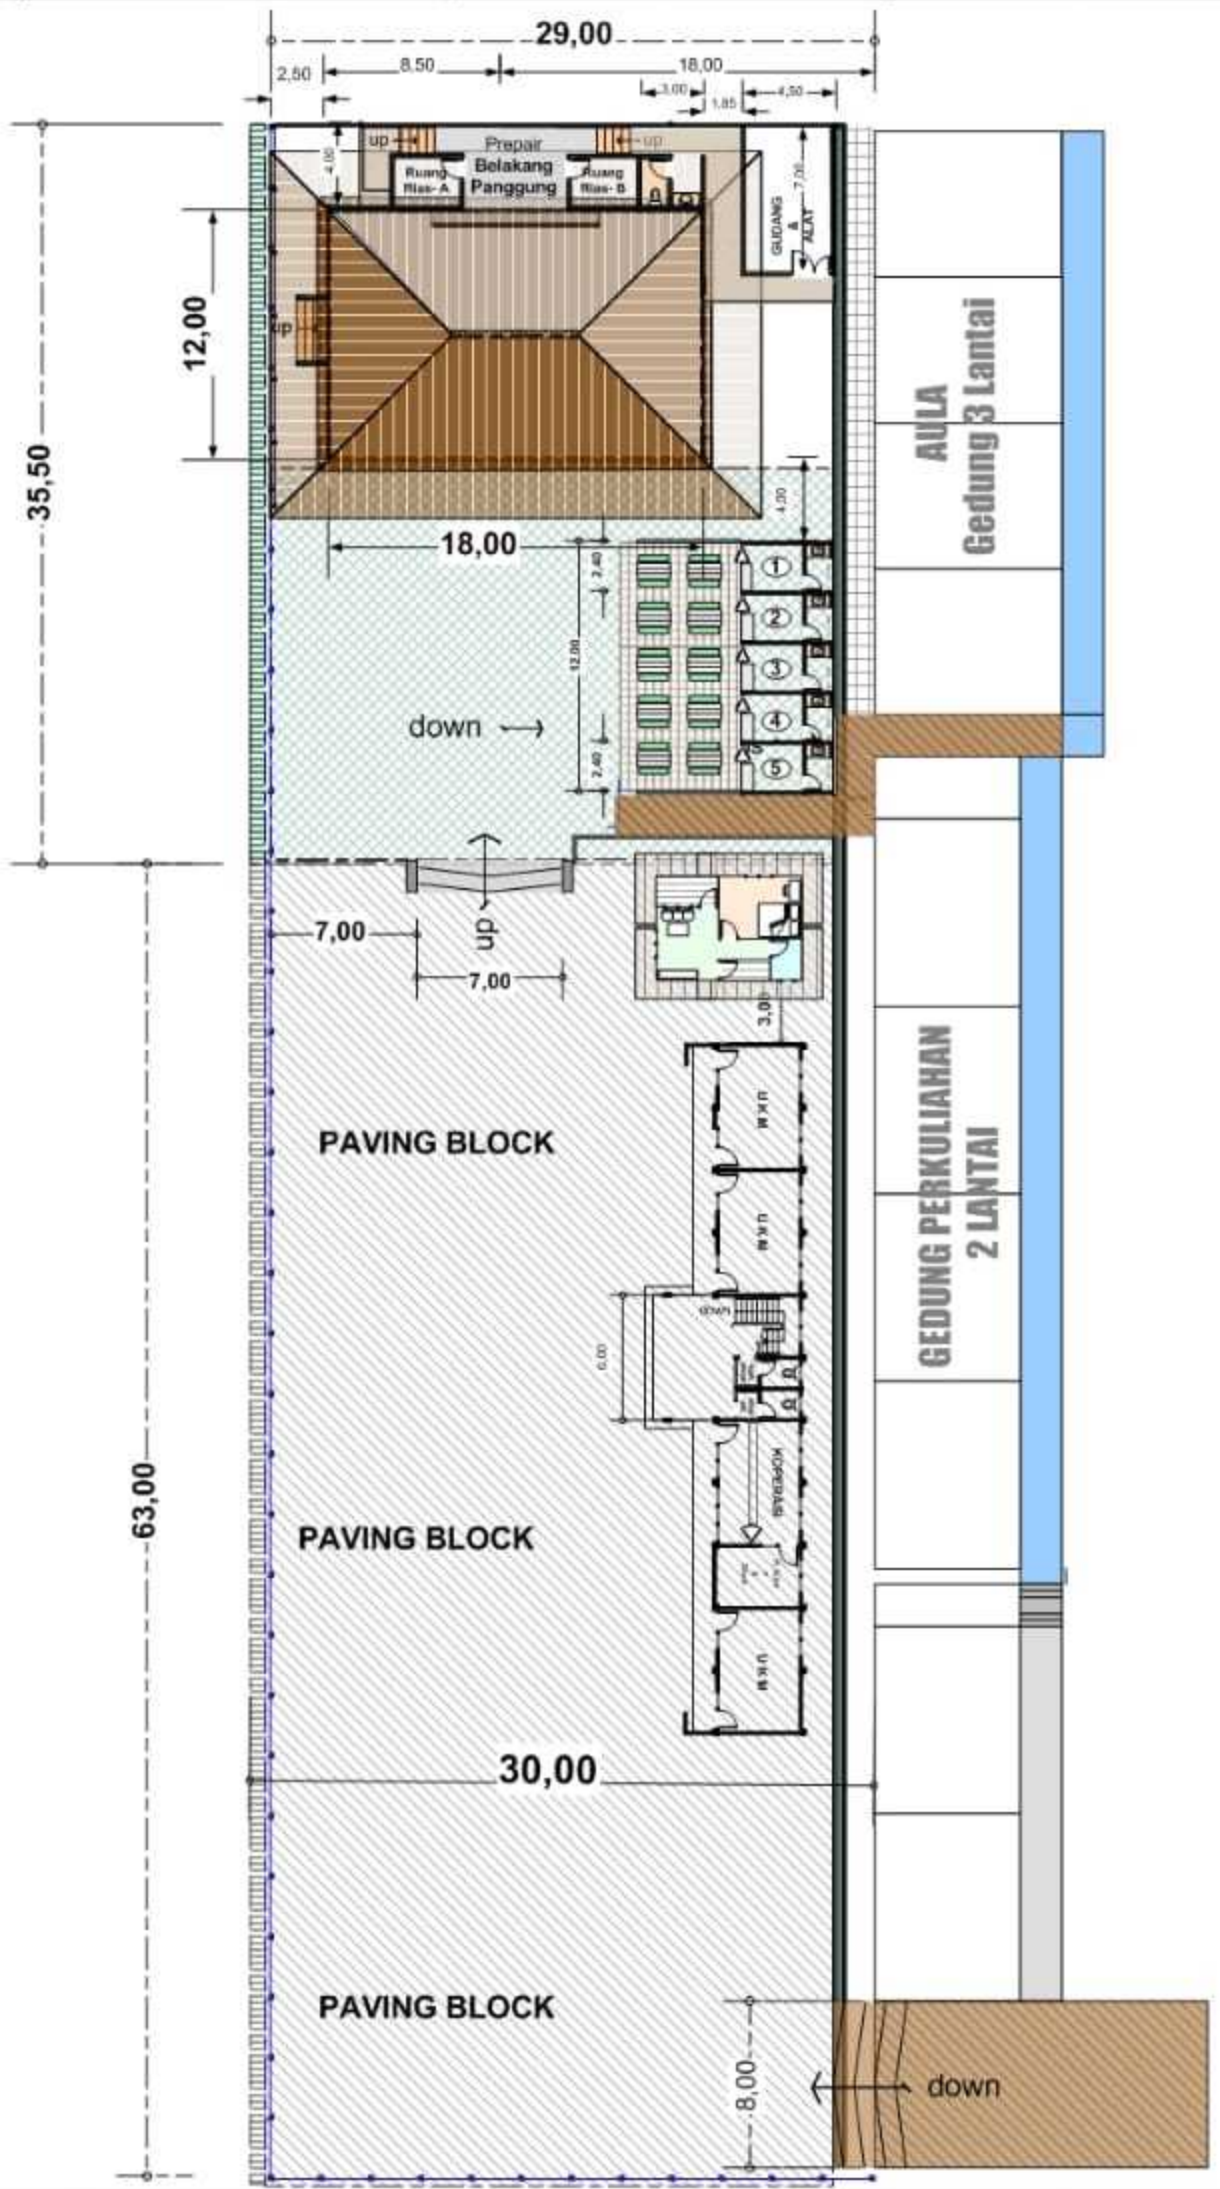 29,00
8,50
18,00
2,50
3,00
1,85
4,50
up
Prepair
up
Belakang
Panggung
Ruang
Rias- A
Ruang
Rias- B
4,00
7,00
GUDANG
&
ALAT
12,00
up
35,50
AULA
Gedung 3 Lantai
4,00
18,00
2,40
12,00
2,40
1
2
3
4
5
down
7,00
up
7,00
3,00
UKM
PAVING BLOCK
UKM
GEDUNG PERKULIAHAN
2 LANTAI
down
6,00
KOPERASI
63,00
PAVING BLOCK
UKM
30,00
PAVING BLOCK
8,00
down